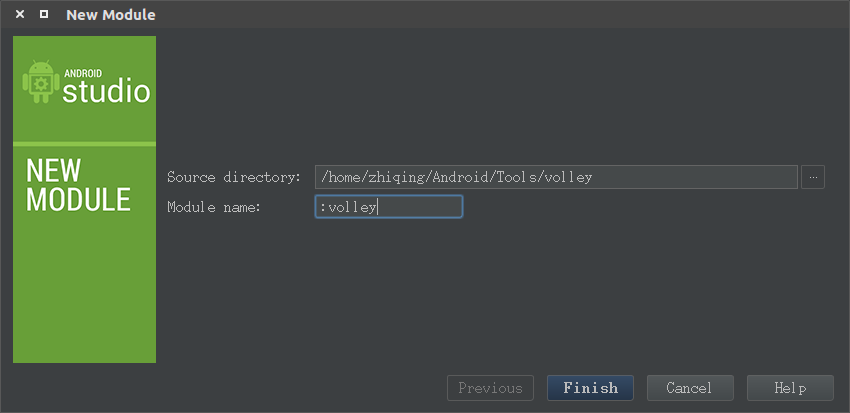 New Module
ANDROID
studio
NEW
MODULE
Source directory: /home/zhiqing/Android/Tools/volley ...
Module name: :volley
Previous Finish Cancel Help